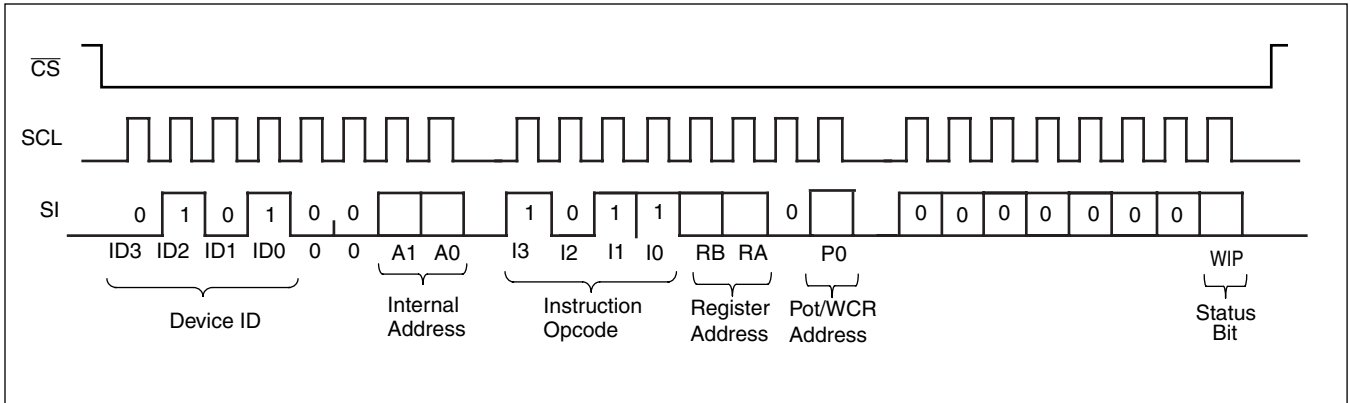 CS
SCL
SI
0 1 0 1 0 0
1 0 1 1 0
0 0 0 0 0 0 0
ID3 ID2 ID1 ID0 0 0 A1 A0 I3 I2 I1 I0 RB RA P0 WIP
Device ID
Internal
Address
Instruction
Opcode
Register
Address
Pot/WCR
Address
Status
Bit